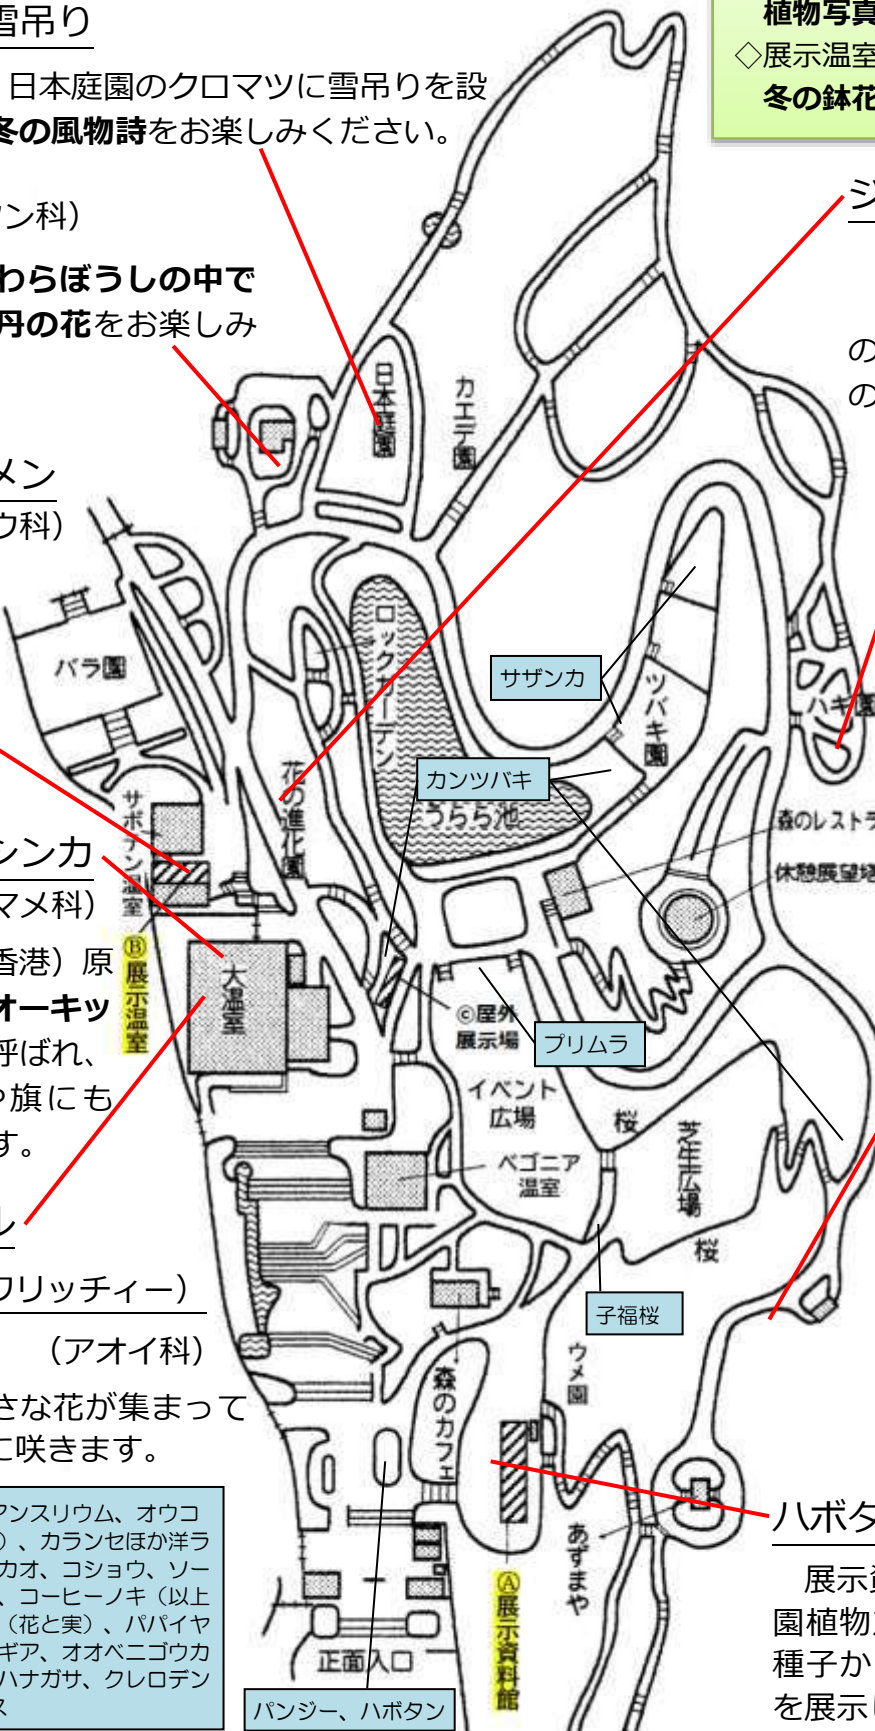 雪吊り
日本庭園のクロマツに雪吊りを設
冬の風物詩をお楽しみください。
ン科）
わらぼうしの中で
丹の花をお楽しみ
メン
ウ科）
シンカ
マメ科）
香港）原
オーキッ
呼ばれ、
や旗にも
す。
ル
ワリッチィー）
（アオイ科）
さな花が集まって
に咲きます。
アンスリウム、オウコ
）、カランセほか洋ラ
カオ、コショウ、ソー
、コーヒーノキ（以上
（花と実）、パパイヤ
ギア、オオベニゴウカ
ハナガサ、クレロデン
ス
植物写真
◇展示温室
冬の鉢花
ジ
の
の
日本庭園
カエデ園
バラ園
ロックガーデン
サザンカ
ツバキ園
ハギ園
カンツバキ
うらら池
花の進化園
サボテン温室
森のレストラ
休憩展望塔
Ⓑ展示温室
大温室
©屋外
展示場
プリムラ
イベント
広場
桜
芝生広場
ベゴニア
温室
桜
子福桜
ウメ園
森のカフェ
あずまや
Ⓐ展示資料館
正面入口
パンジー、ハボタン
ハボタ
展示資
園植物
種子か
を展示